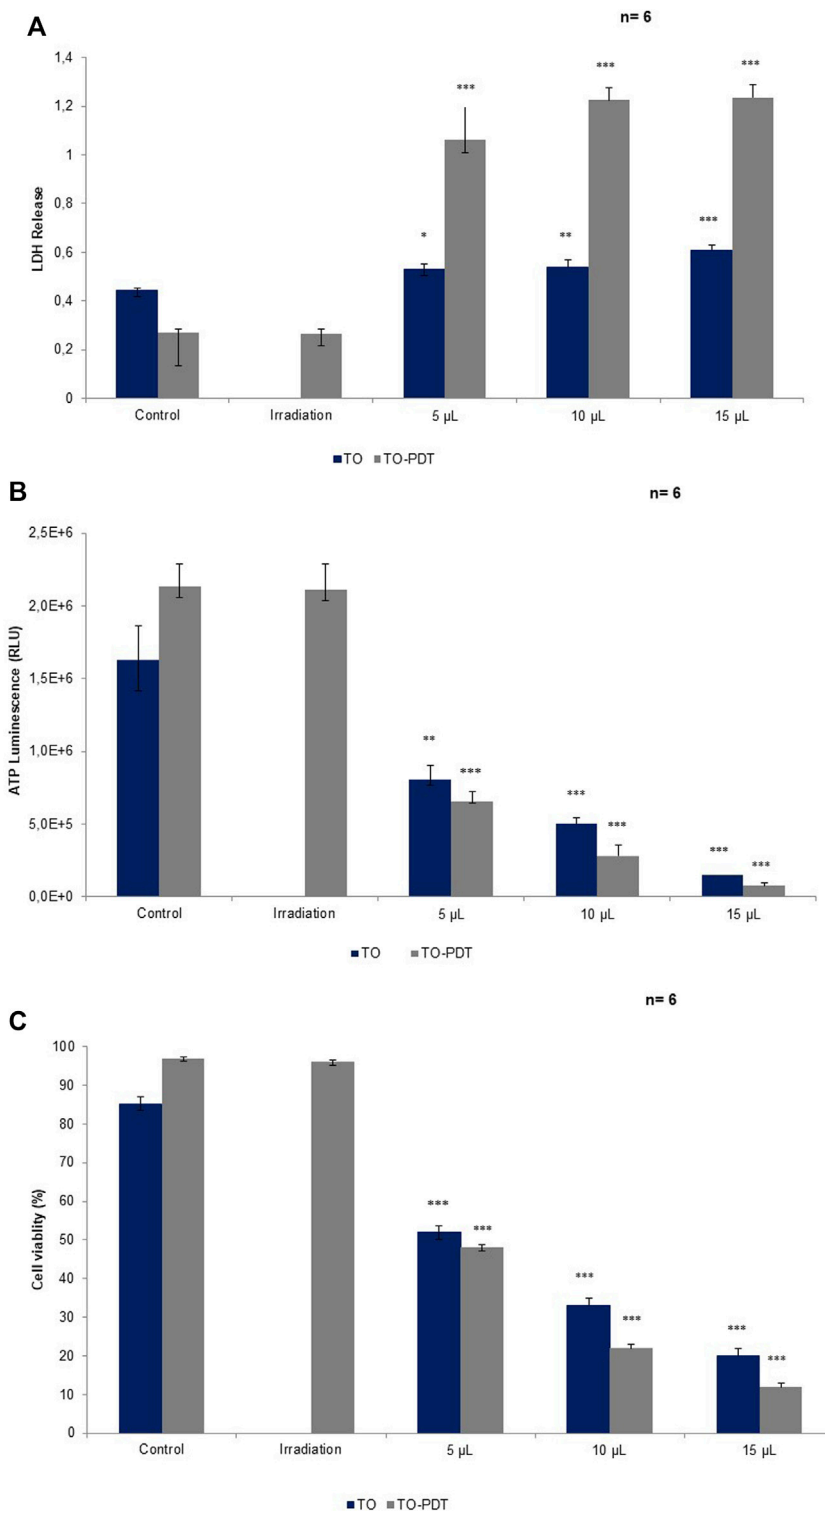 A
n= 6
1,4
1,2
1
0,8
0,6
0,4
0,2
0
LDH Release
*** *** ***
* ** ***
Control Irradiation 5 µL 10 µL 15 µL
TO TO-PDT
B
n= 6
2,5E+6
2,0E+6
1,5E+6
1,0E+6
5,0E+5
0,0E+0
ATP Luminescence (RLU)
** *** *** *** *** ***
Control Irradiation 5 µL 10 µL 15 µL
TO TO-PDT
C
n= 6
100
90
80
70
60
50
40
30
20
10
0
Cell viablity (%)
*** *** *** *** *** ***
Control Irradiation 5 µL 10 µL 15 µL
TO TO-PDT